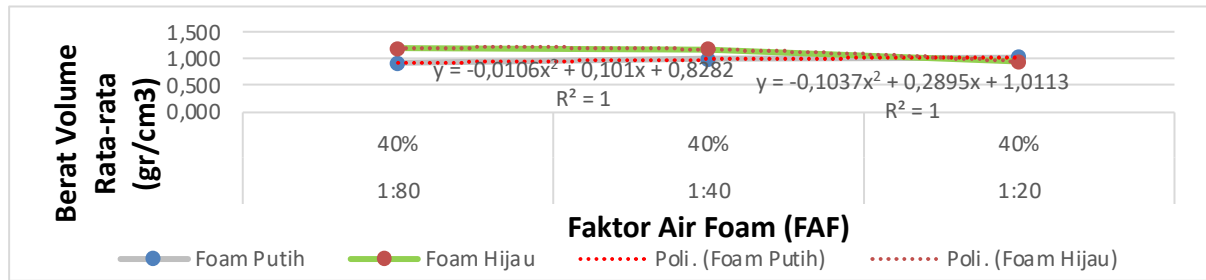 Berat Volume
Rata-rata
(gr/cm3)
1,500
1,000
0,500
0,000
y = -0,0106x² + 0,101x + 0,8282
R² = 1
y = -0,1037x² + 0,2895x + 1,0113
R² = 1
40% 40% 40%
1:80 1:40 1:20
Faktor Air Foam (FAF)
Foam Putih Foam Hijau Poli. (Foam Putih) Poli. (Foam Hijau)